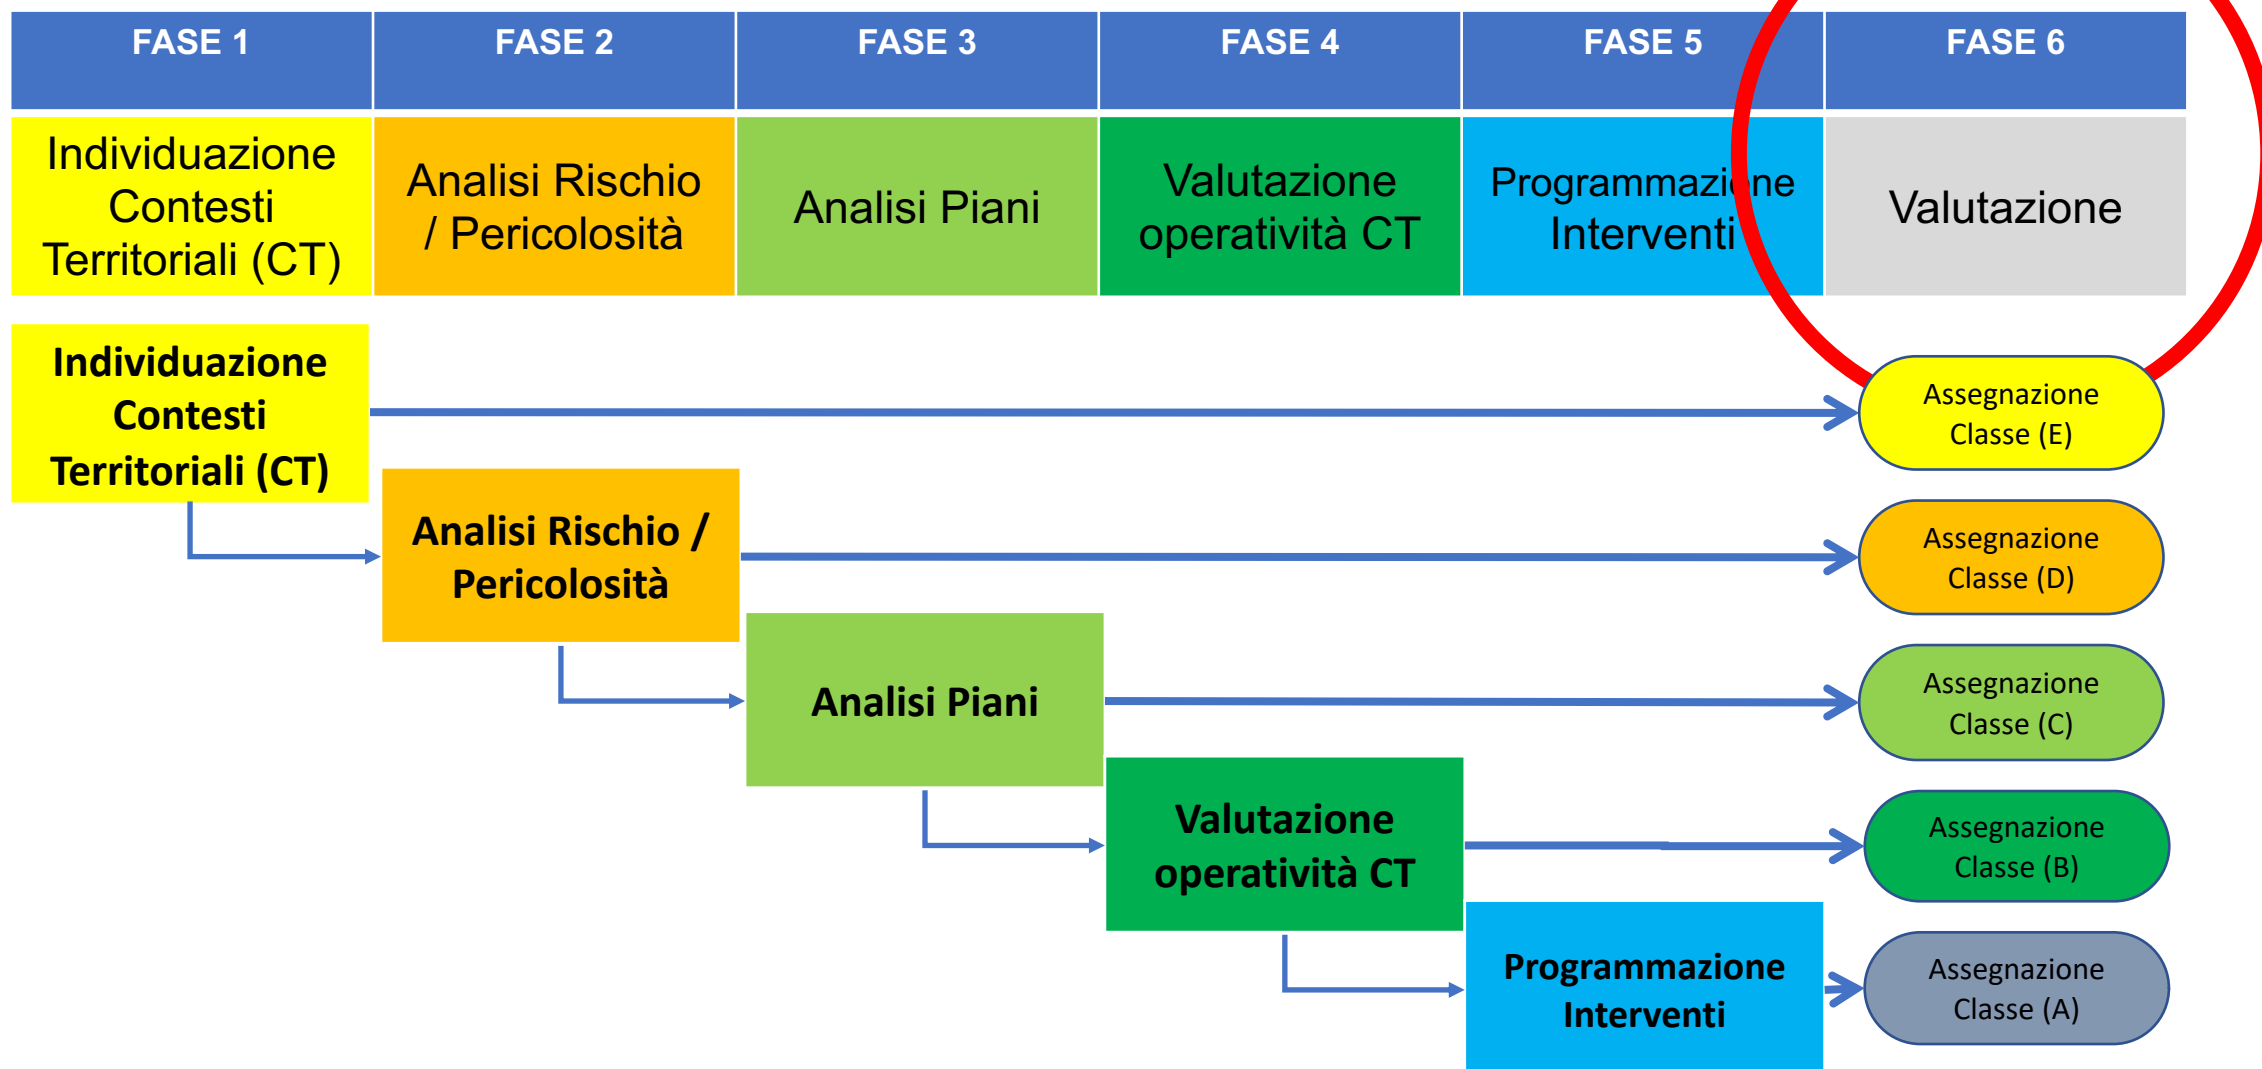 FASE 1
FASE 2
FASE 3
FASE 4
FASE 5
FASE 6
Individuazione
Contesti
Territoriali (CT)
Analisi Rischio
/ Pericolosità
Analisi Piani
Valutazione
operatività CT
Programmazione
Interventi
Valutazione
Individuazione
Contesti
Territoriali (CT)
Assegnazione
Classe (E)
Analisi Rischio /
Pericolosità
Assegnazione
Classe (D)
Analisi Piani
Assegnazione
Classe (C)
Valutazione
operatività CT
Assegnazione
Classe (B)
Programmazione
Interventi
Assegnazione
Classe (A)